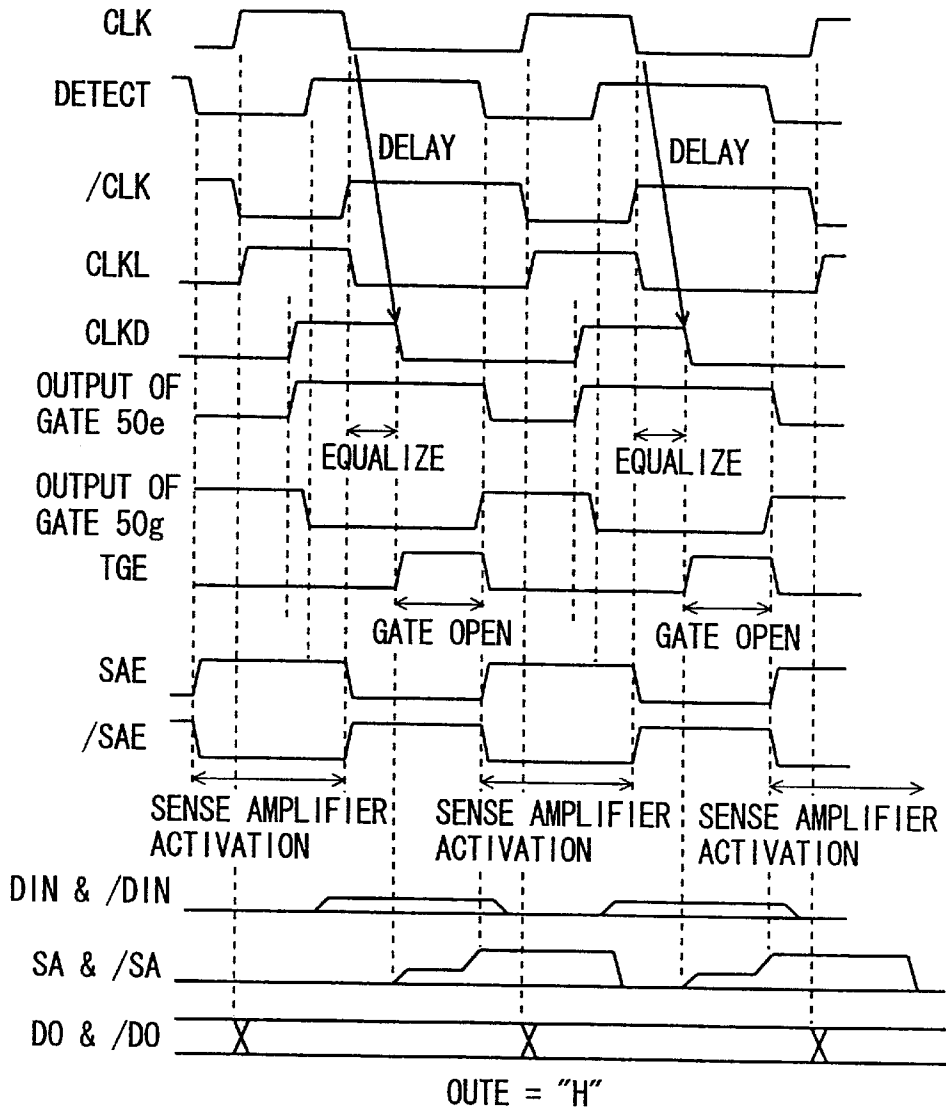 CLK
DETECT
DELAY
DELAY
/CLK
CLKL
CLKD
OUTPUT OF
GATE 50e
EQUALIZE
EQUALIZE
OUTPUT OF
GATE 50g
TGE
GATE OPEN
GATE OPEN
SAE
/SAE
SENSE AMPLIFIER
ACTIVATION
SENSE AMPLIFIER
ACTIVATION
SENSE AMPLIFIER
ACTIVATION
DIN & /DIN
SA & /SA
DO & /DO
OUTE = "H"